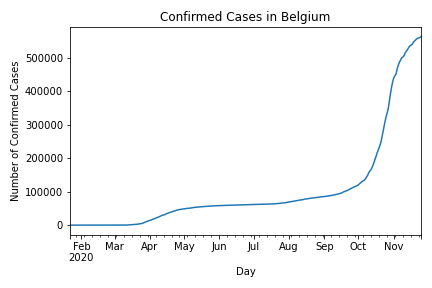 Confirmed Cases in Belgium
Number of Confirmed Cases
500000
400000
300000
200000
100000
0
Feb Mar Apr May Jun Jul Aug Sep Oct Nov
2020
Day